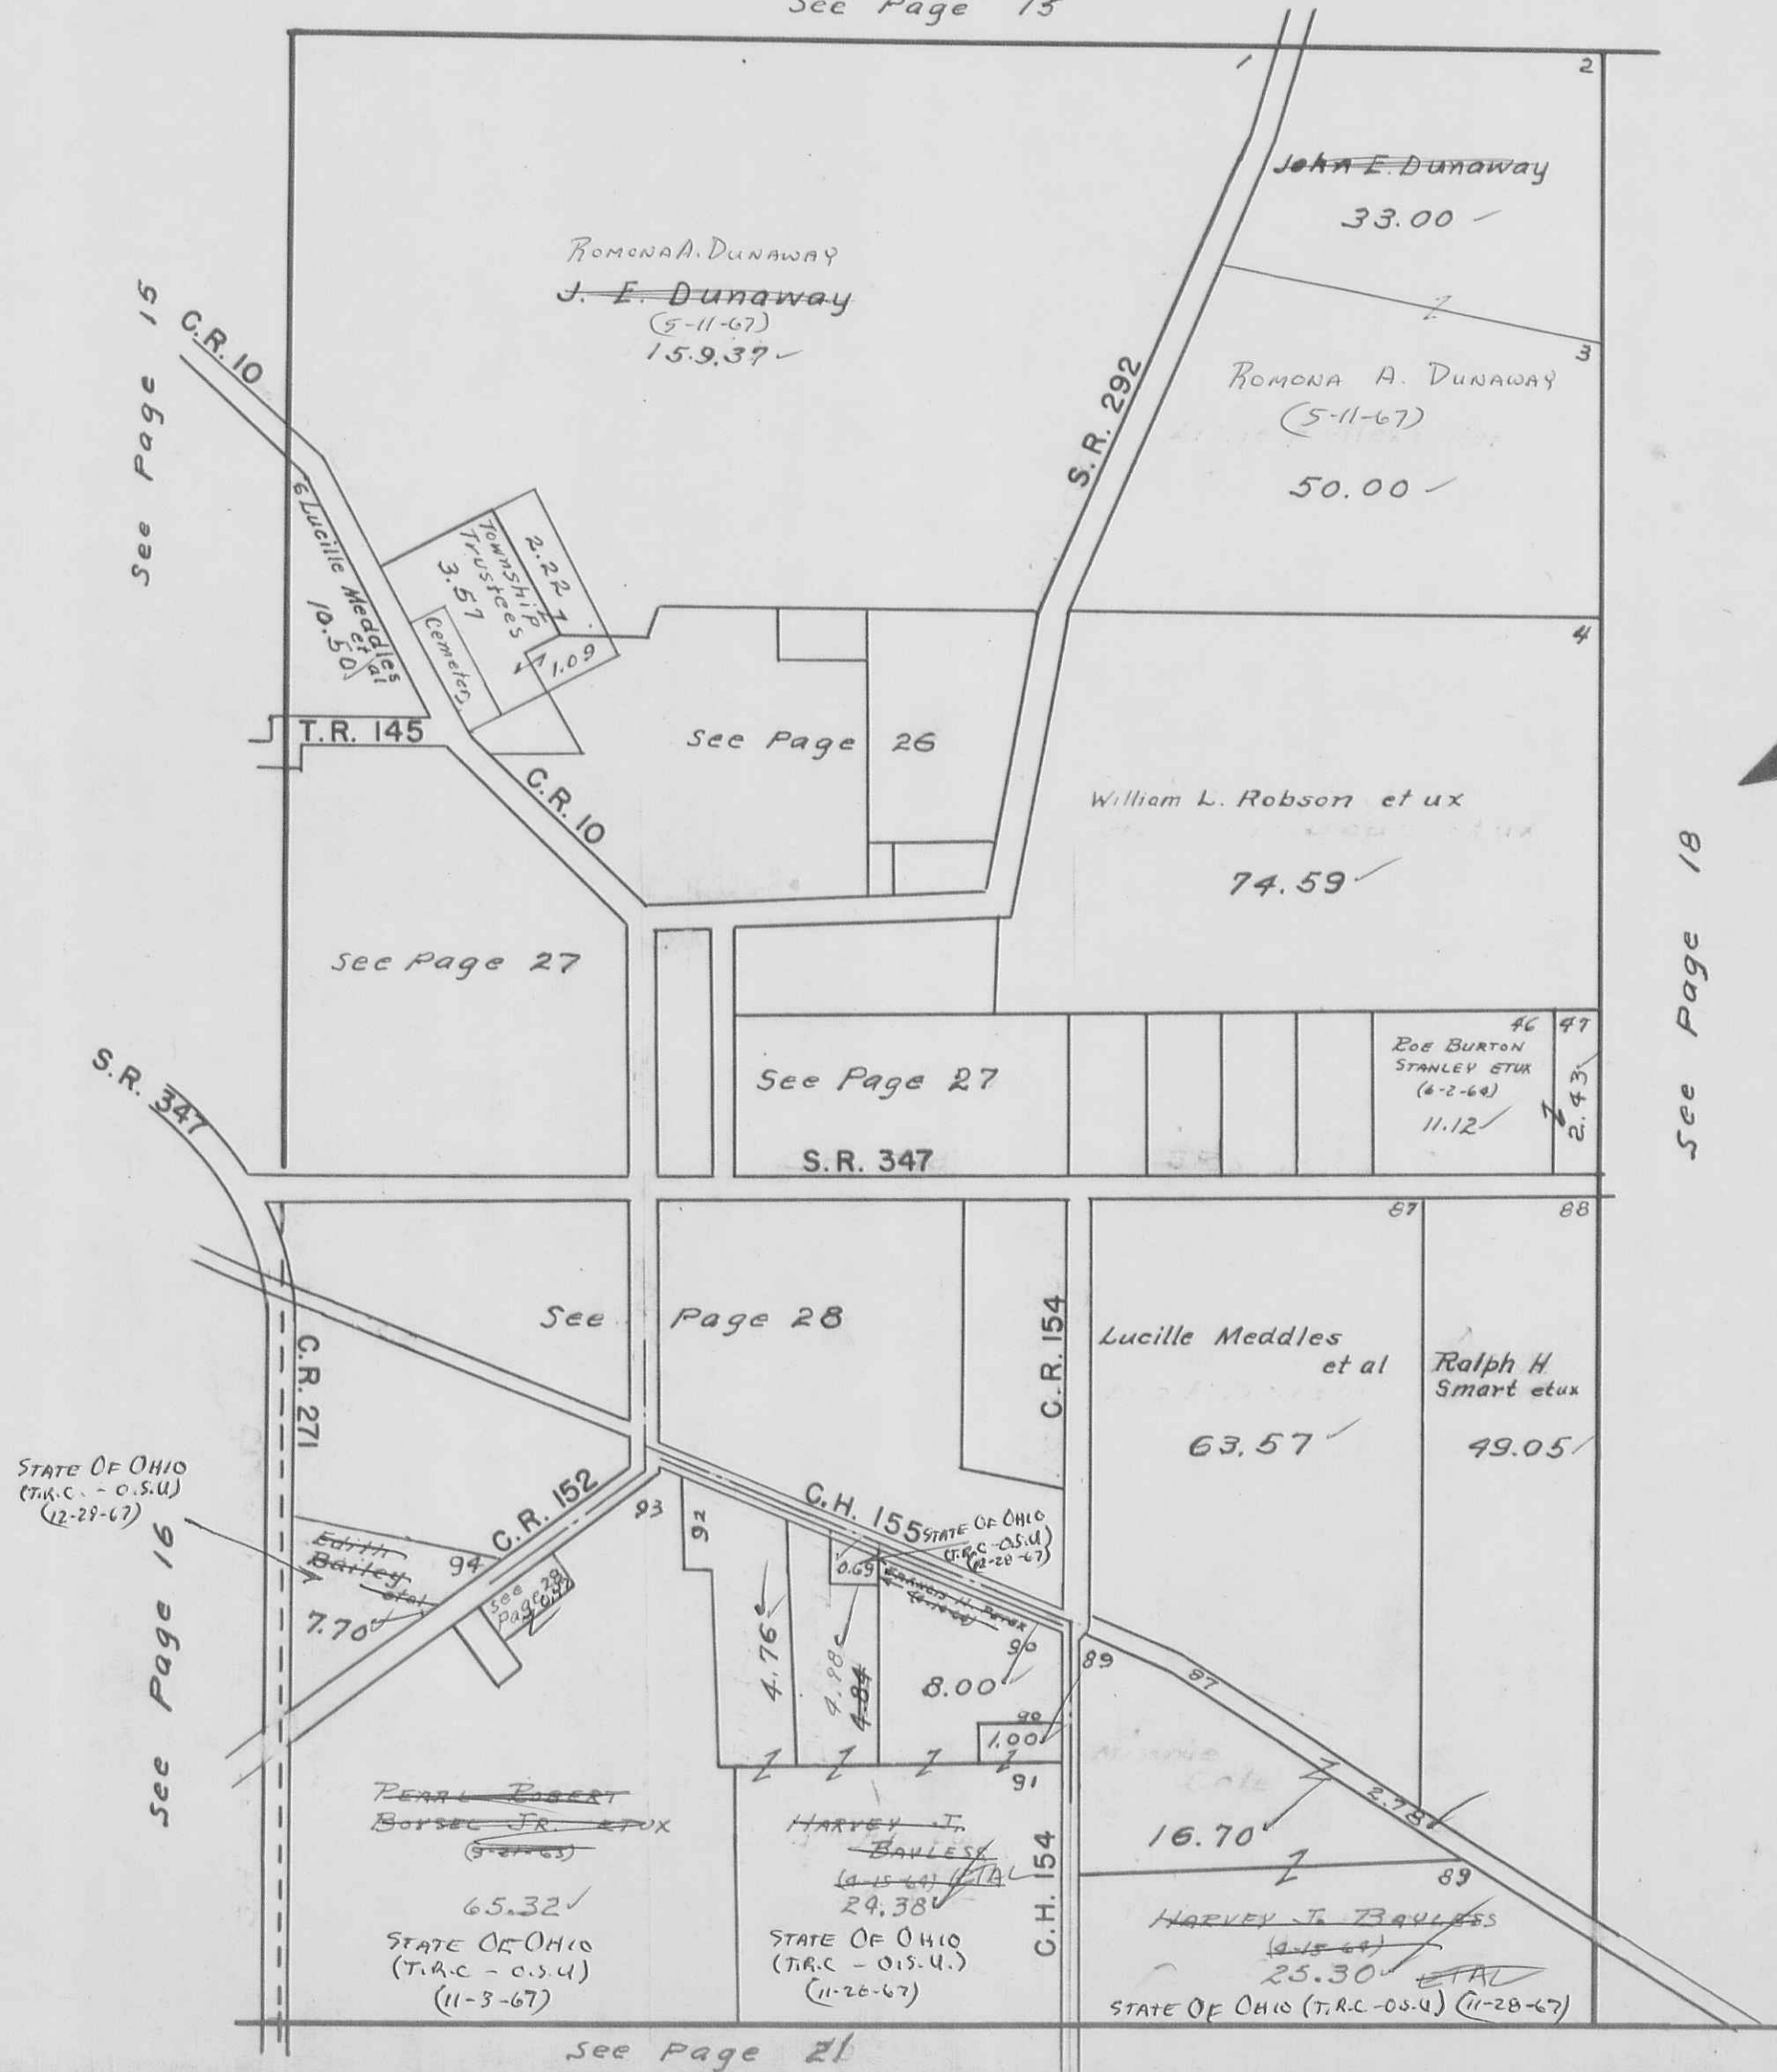 See Page 15
1
2
John E. Dunaway
33.00
ROMONA A. DUNAWAY
J. E. Dunaway
(5-11-67)
159.37
See Page 15
C.R. 10
S.R. 292
3
ROMONA A. DUNAWAY
(5-11-67)
50.00
6
Lucille Meddles
et al
10.50
2.22
Township
Trustees
3.57
Cemetery
1.09
4
T.R. 145
C.R. 10
See Page 26
William L. Robson et ux
74.59
See Page 18
See Page 27
See Page 27
46
47
ROE BURTON
STANLEY ETUX
11.12
2.43
S.R. 347
S.R. 347
87
88
See Page 28
C.R. 154
Lucille Meddles
et al
63.57
Ralph H
Smart etux
49.05
C.R. 271
STATE OF OHIO
(T.R.C. - O.S.U)
(12-29-67)
See Page 16
Edith
Bailey
etal
94
7.70
C.R. 152
93
92
See
Page 28
C.H. 155
STATE OF OHIO
(T.R.C - O.S.U)
(12-28-67)
0.69
4.76
4.98
4.84
90
8.00
90
1.00
89
87
2.78
91
PEARL ROBERT
BOYSEL JR. ETUX
65.32
STATE OF OHIO
(T.R.C - O.S.U)
(11-3-67)
HARVEY J.
BAYLESS
ETAL
24.38
STATE OF OHIO
(T.R.C - O.S.U.)
(11-28-67)
C.H. 154
16.70
89
HARVEY J. BAYLESS
25.30 ETAL
STATE OF OHIO (T.R.C - O.S.U) (11-28-67)
See Page 21